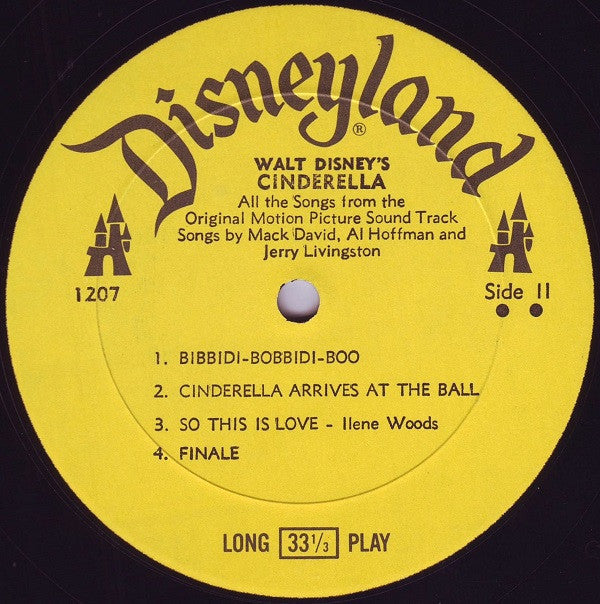 Disneyland®
WALT DISNEY'S
CINDERELLA
All the Songs from the
Original Motion Picture Sound Track
Songs by Mack David, Al Hoffman and
Jerry Livingston
1207
Side II
1. BIBBIDI-BOBBIDI-BOO
2. CINDERELLA ARRIVES AT THE BALL
3. SO THIS IS LOVE - Ilene Woods
4. FINALE
LONG 33⅓ PLAY